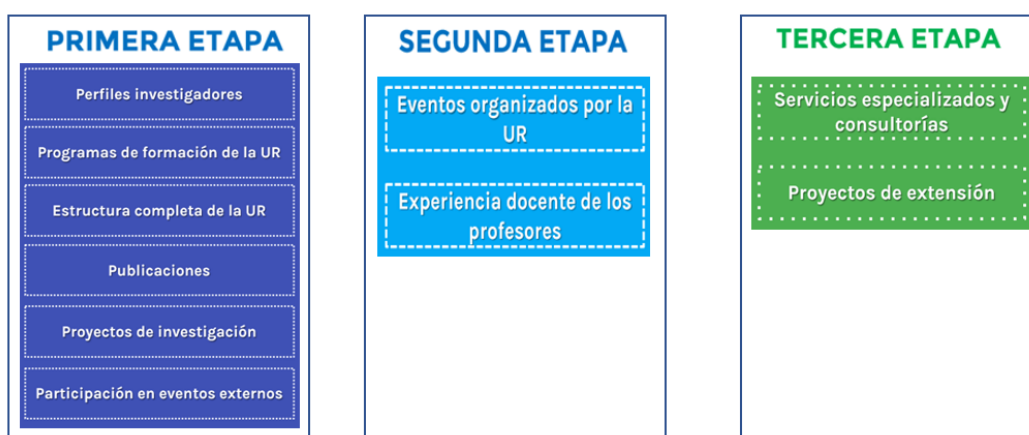 PRIMERA ETAPA
Perfiles investigadores
Programas de formación de la UR
Estructura completa de la UR
Publicaciones
Proyectos de investigación
Participación en eventos externos
SEGUNDA ETAPA
Eventos organizados por la
UR
Experiencia docente de los
profesores
TERCERA ETAPA
Servicios especializados y
consultorías
Proyectos de extensión